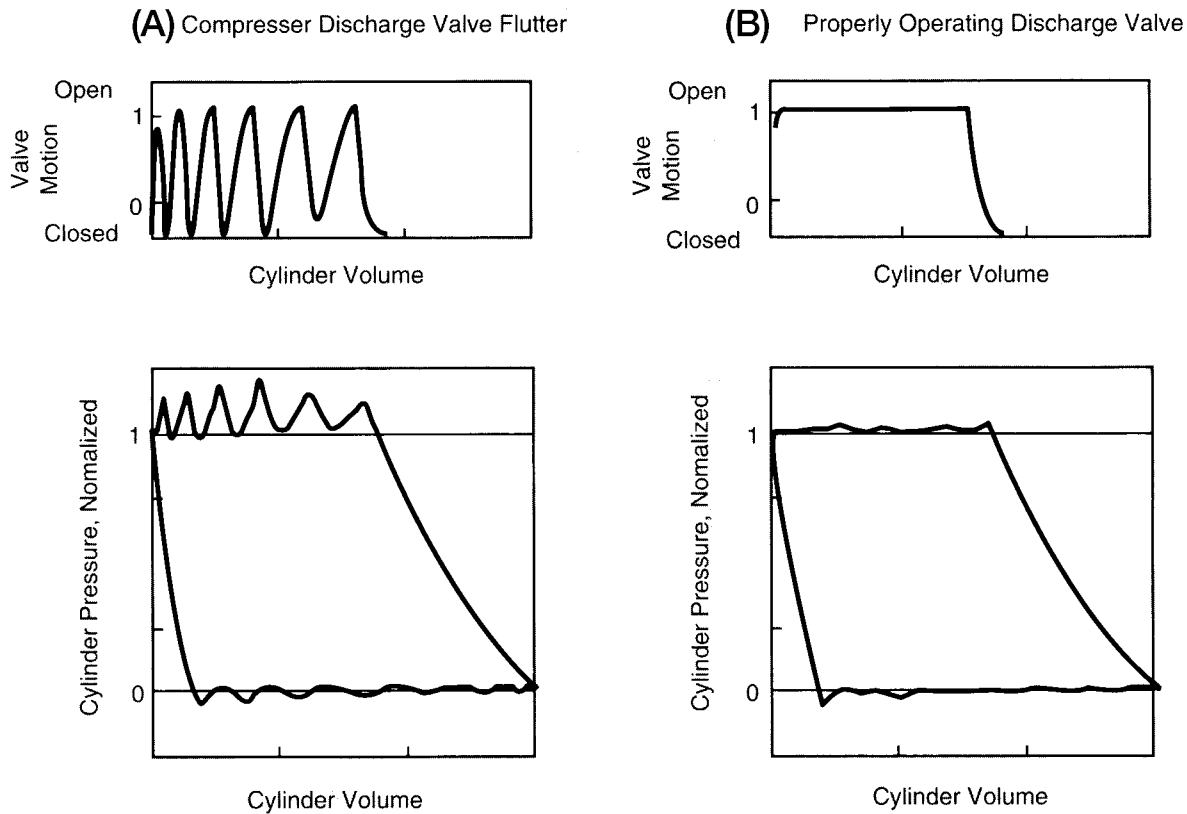 (A) Compresser Discharge Valve Flutter
Open
1
Valve
Motion
0
Closed
Cylinder Volume
1
Cylinder Pressure, Nomalized
0
Cylinder Volume
(B) Properly Operating Discharge Valve
Open
1
Valve
Motion
0
Closed
Cylinder Volume
1
Cylinder Pressure, Nomalized
0
Cylinder Volume